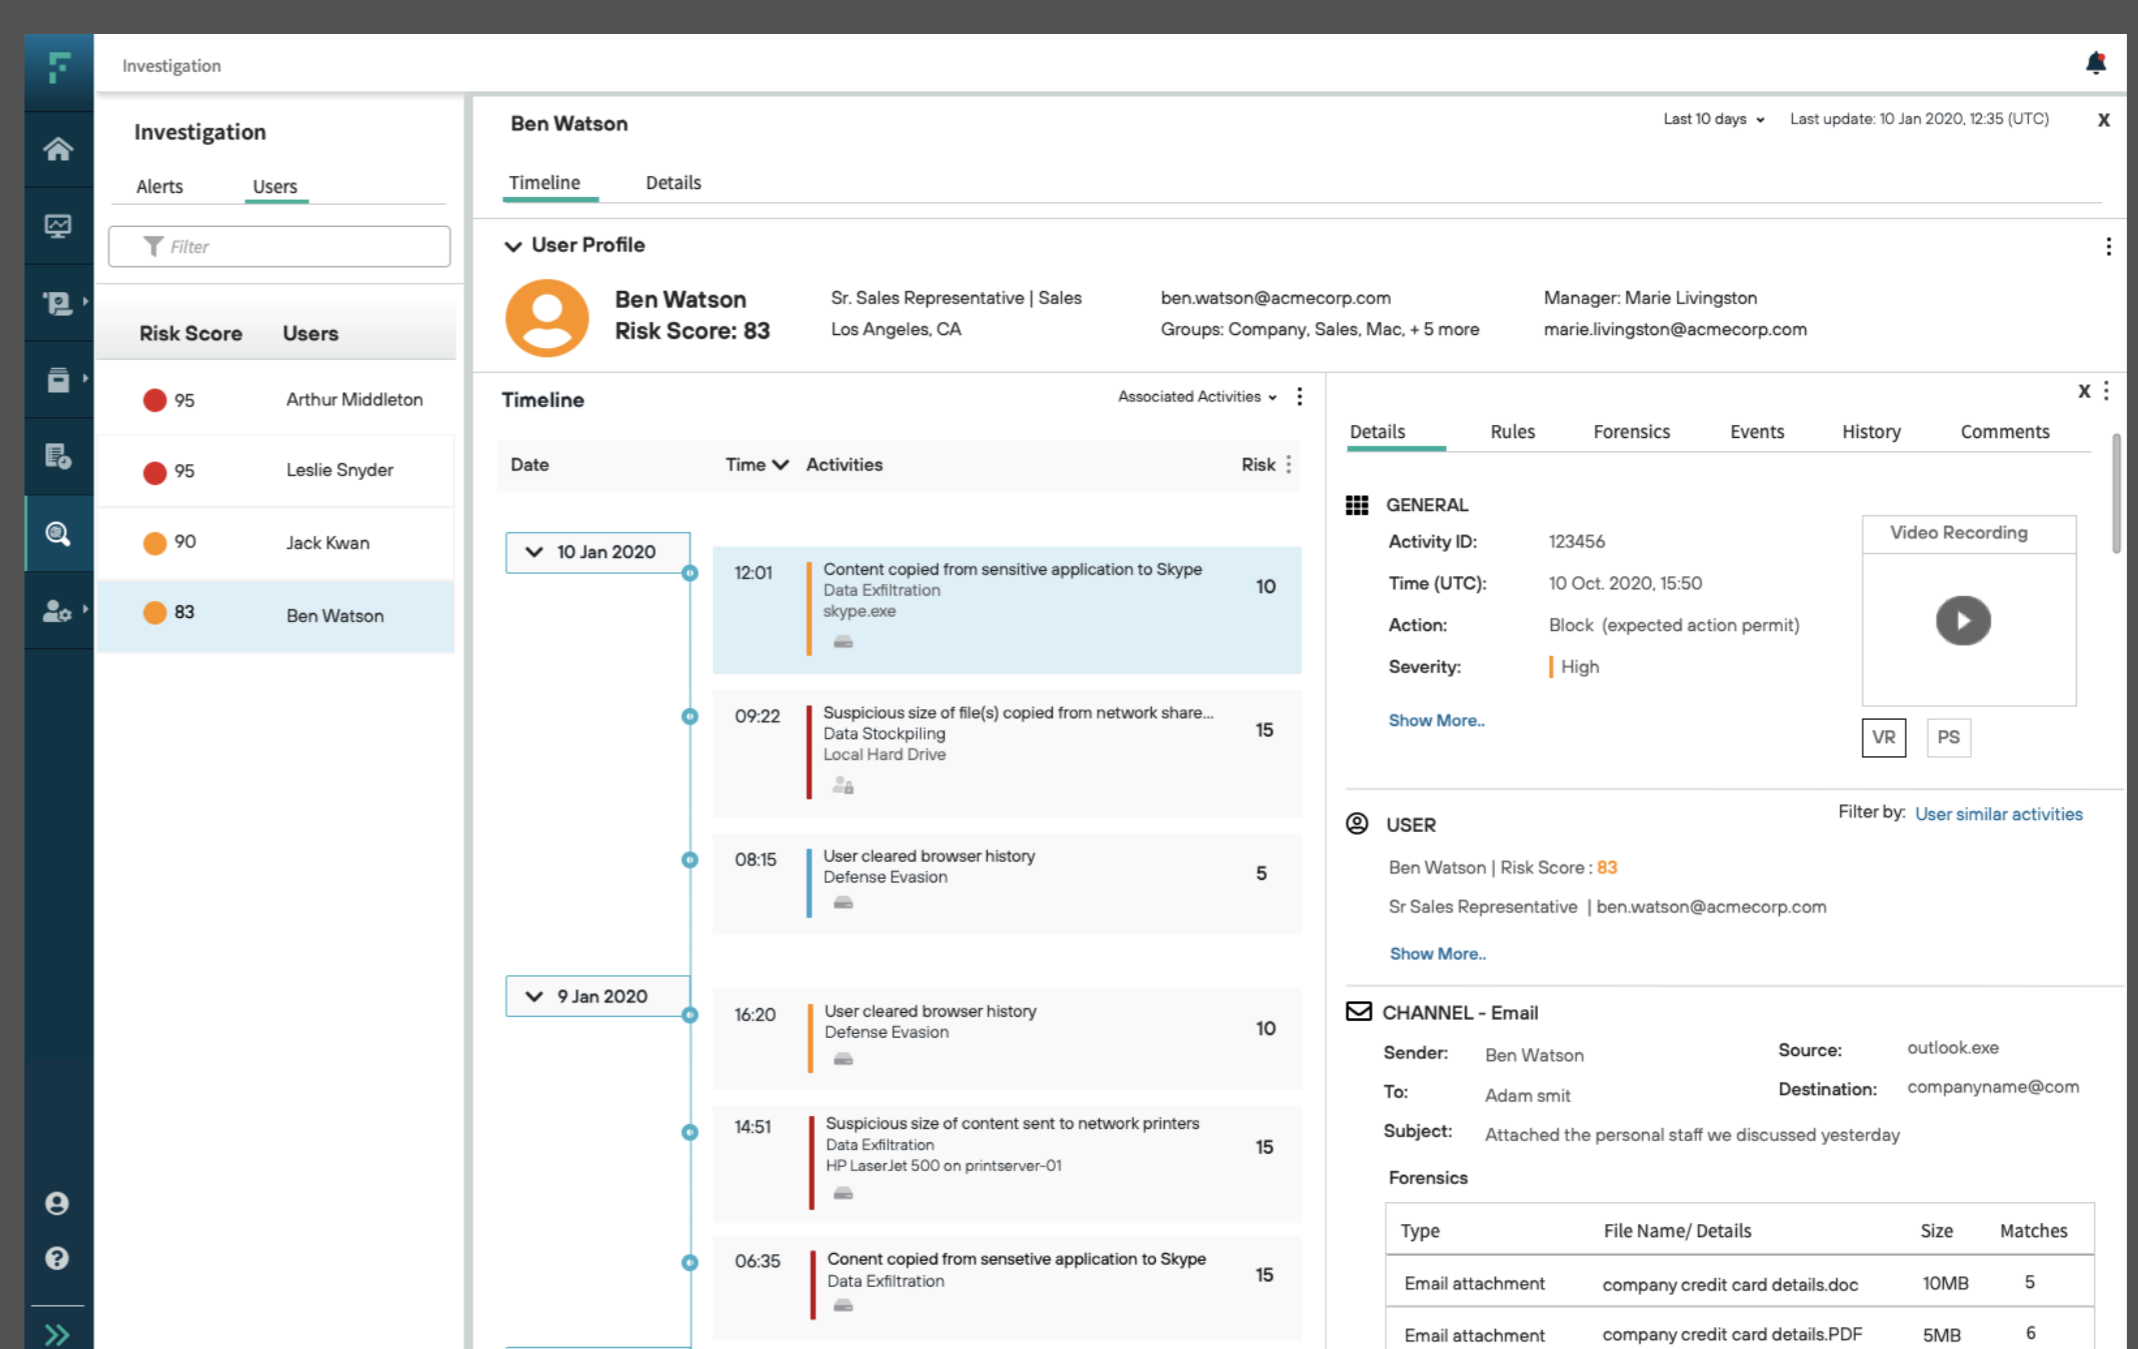 Investigation
Investigation
Alerts Users
Filter
Risk Score Users
95 Arthur Middleton
95 Leslie Snyder
90 Jack Kwan
83 Ben Watson
Ben Watson
Last 10 days Last update: 10 Jan 2020, 12:35 (UTC) X
Timeline Details
User Profile
Ben Watson
Risk Score: 83
Sr. Sales Representative | Sales
Los Angeles, CA
ben.watson@acmecorp.com
Groups: Company, Sales, Mac, + 5 more
Manager: Marie Livingston
marie.livingston@acmecorp.com
Timeline Associated Activities
Date Time Activities Risk
10 Jan 2020
12:01 Content copied from sensitive application to Skype 10
Data Exfiltration
skype.exe
09:22 Suspicious size of file(s) copied from network share... 15
Data Stockpiling
Local Hard Drive
08:15 User cleared browser history 5
Defense Evasion
9 Jan 2020
16:20 User cleared browser history 10
Defense Evasion
14:51 Suspicious size of content sent to network printers 15
Data Exfiltration
HP LaserJet 500 on printserver-01
06:35 Conent copied from sensetive application to Skype 15
Data Exfiltration
X
Details Rules Forensics Events History Comments
GENERAL
Activity ID: 123456
Time (UTC): 10 Oct. 2020, 15:50
Action: Block (expected action permit)
Severity: High
Show More..
Video Recording
VR PS
Filter by: User similar activities
USER
Ben Watson | Risk Score : 83
Sr Sales Representative | ben.watson@acmecorp.com
Show More..
CHANNEL - Email
Sender: Ben Watson Source: outlook.exe
To: Adam smit Destination: companyname@com
Subject: Attached the personal staff we discussed yesterday
Forensics
Type File Name/ Details Size Matches
Email attachment company credit card details.doc 10MB 5
Email attachment company credit card details.PDF 5MB 6